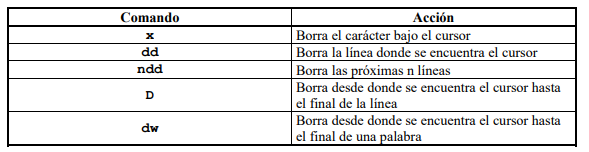 Comando Acción
x Borra el carácter bajo el cursor
dd Borra la línea donde se encuentra el cursor
ndd Borra las próximas n líneas
D Borra desde donde se encuentra el cursor hasta
el final de la línea
dw Borra desde donde se encuentra el cursor hasta
el final de una palabra